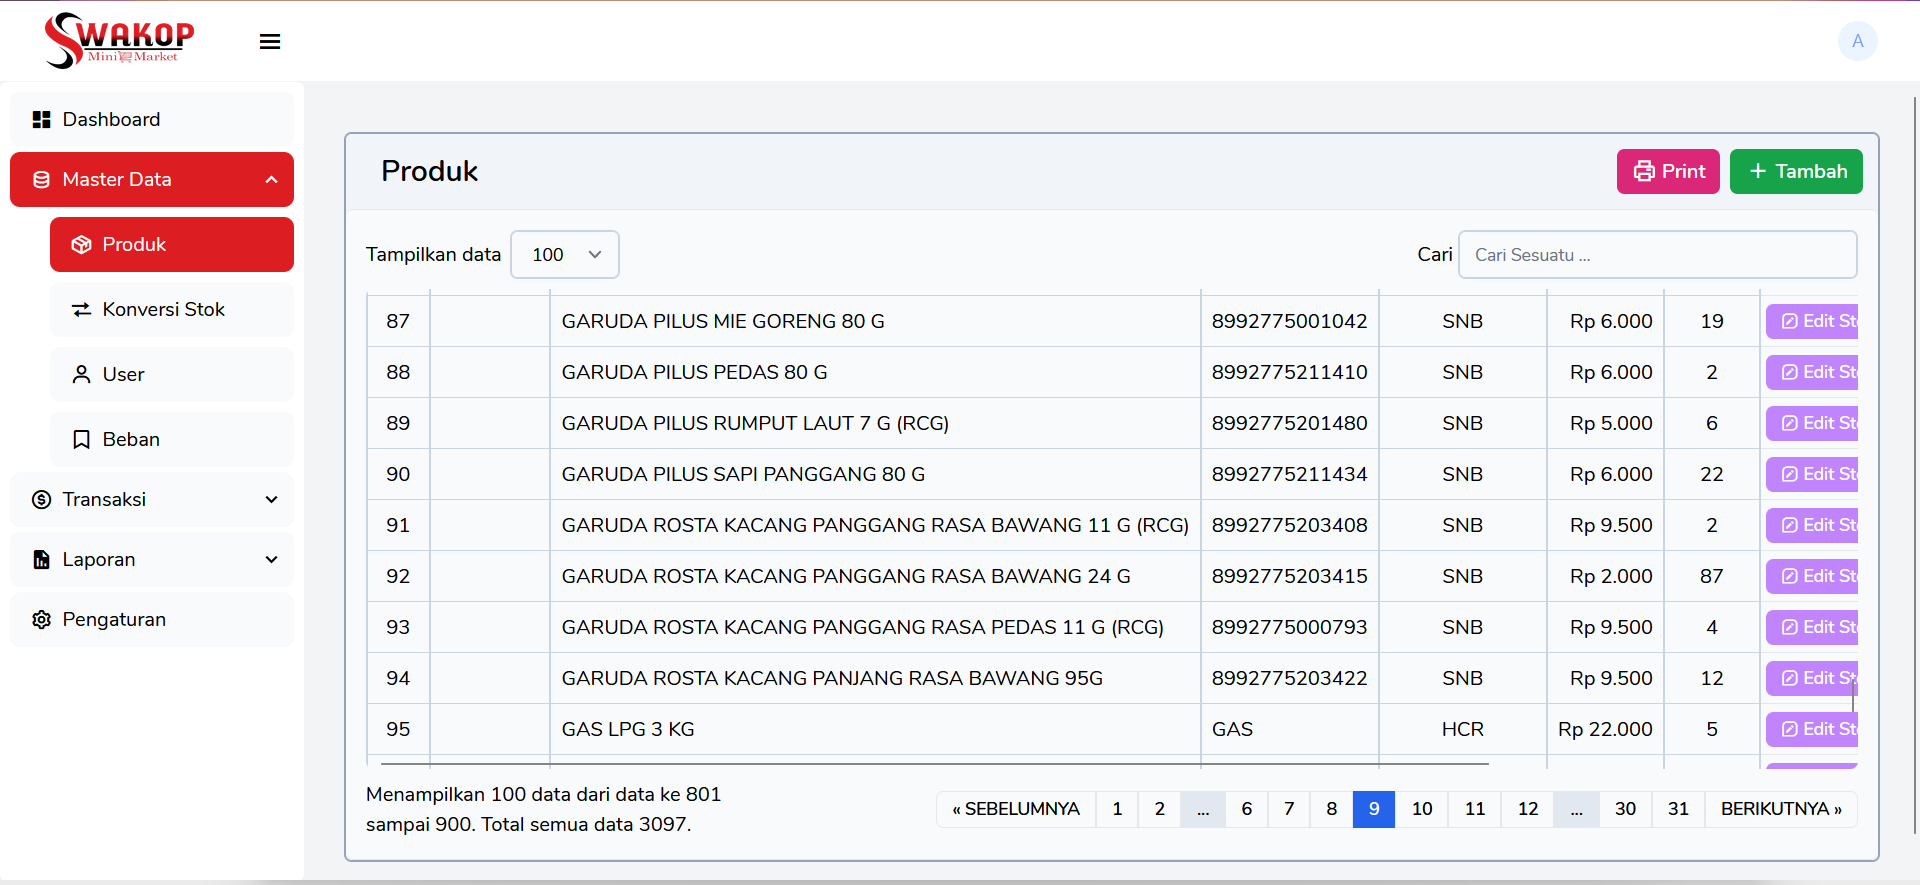 SWAKOP
Mini Market
A
Dashboard
Master Data
Produk
Konversi Stok
User
Beban
Transaksi
Laporan
Pengaturan
Produk
Print
+ Tambah
Tampilkan data 100
Cari Cari Sesuatu ...
87 GARUDA PILUS MIE GORENG 80 G 8992775001042 SNB Rp 6.000 19 Edit St
88 GARUDA PILUS PEDAS 80 G 8992775211410 SNB Rp 6.000 2 Edit St
89 GARUDA PILUS RUMPUT LAUT 7 G (RCG) 8992775201480 SNB Rp 5.000 6 Edit St
90 GARUDA PILUS SAPI PANGGANG 80 G 8992775211434 SNB Rp 6.000 22 Edit St
91 GARUDA ROSTA KACANG PANGGANG RASA BAWANG 11 G (RCG) 8992775203408 SNB Rp 9.500 2 Edit St
92 GARUDA ROSTA KACANG PANGGANG RASA BAWANG 24 G 8992775203415 SNB Rp 2.000 87 Edit St
93 GARUDA ROSTA KACANG PANGGANG RASA PEDAS 11 G (RCG) 8992775000793 SNB Rp 9.500 4 Edit St
94 GARUDA ROSTA KACANG PANJANG RASA BAWANG 95G 8992775203422 SNB Rp 9.500 12 Edit St
95 GAS LPG 3 KG GAS HCR Rp 22.000 5 Edit St
Menampilkan 100 data dari data ke 801
sampai 900. Total semua data 3097.
« SEBELUMNYA 1 2 ... 6 7 8 9 10 11 12 ... 30 31 BERIKUTNYA »